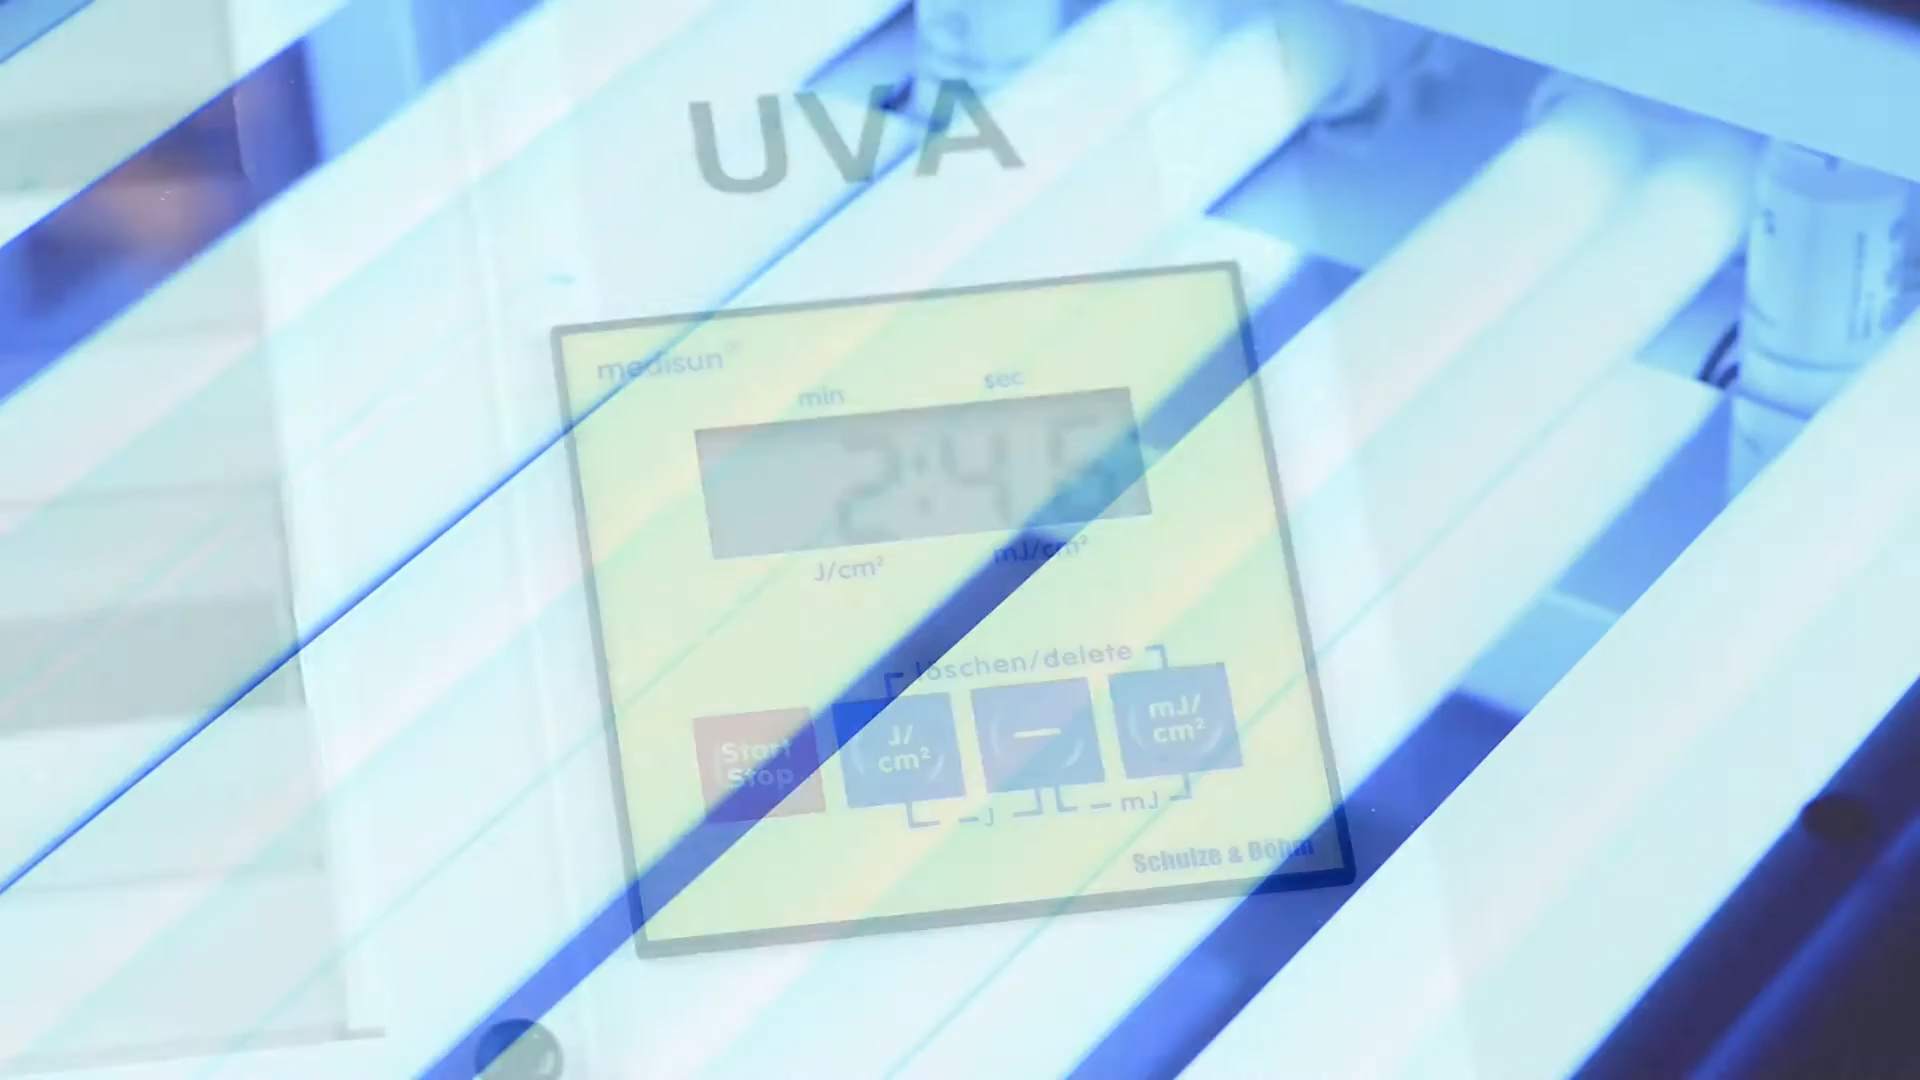 UVA
medisun
min sec
2:45
J/cm² mJ/cm²
löschen/delete
Start
Stop
J/
cm²
—
mJ/
cm²
— J
— mJ
Schulze & Böhm